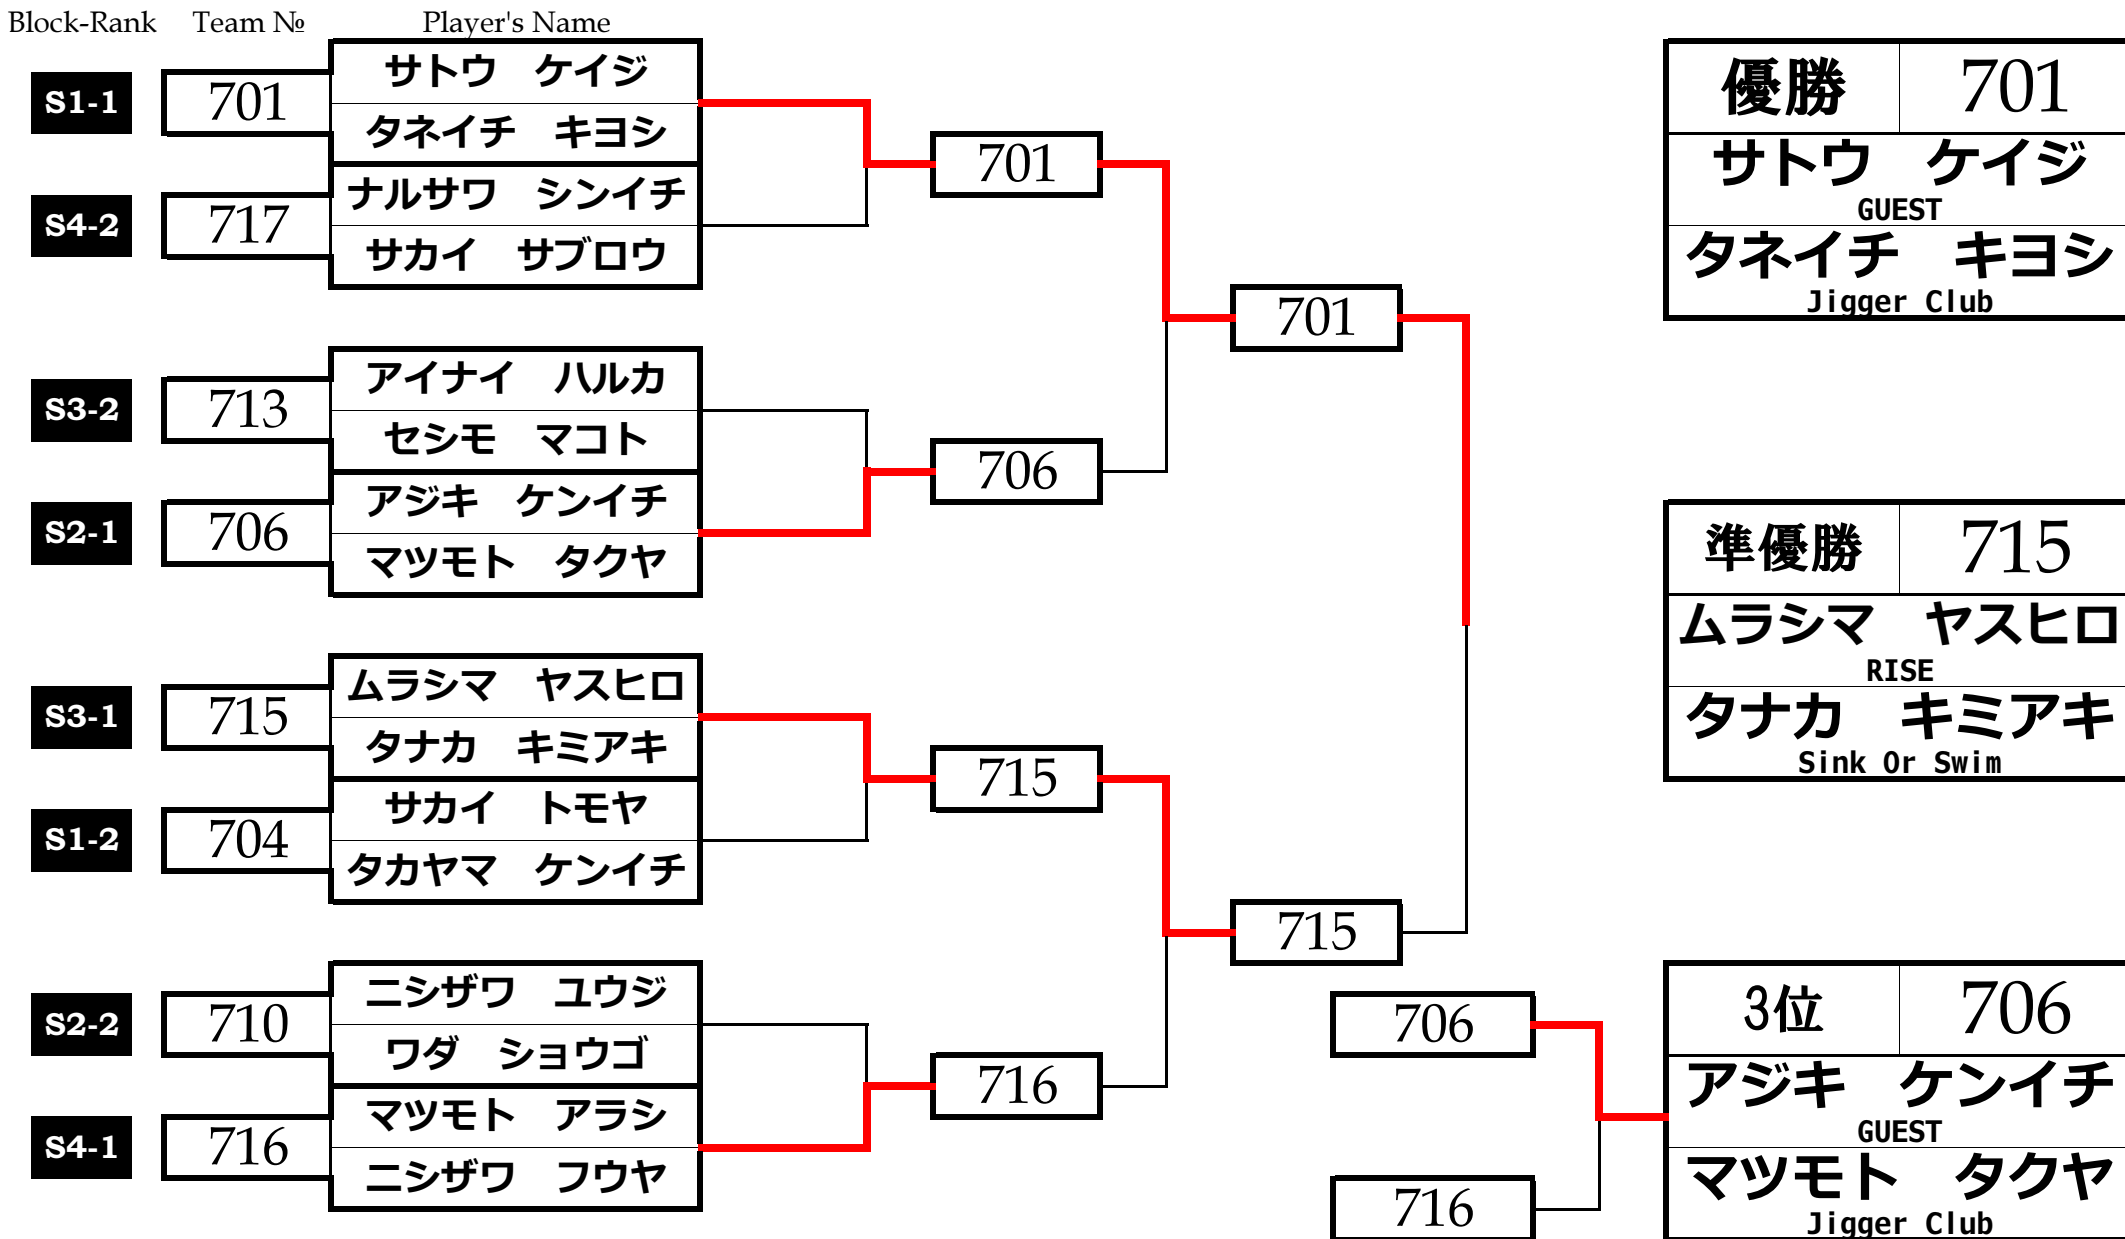 Block-Rank Team № Player's Name
S1-1 701 サトウ ケイジ
タネイチ キヨシ
S4-2 717 ナルサワ シンイチ
サカイ サブロウ
S3-2 713 アイナイ ハルカ
セシモ マコト
S2-1 706 アジキ ケンイチ
マツモト タクヤ
S3-1 715 ムラシマ ヤスヒロ
タナカ キミアキ
S1-2 704 サカイ トモヤ
タカヤマ ケンイチ
S2-2 710 ニシザワ ユウジ
ワダ ショウゴ
S4-1 716 マツモト アラシ
ニシザワ フウヤ
701
706
715
716
701
715
706
716
優勝 701
サトウ ケイジ
GUEST
タネイチ キヨシ
Jigger Club
準優勝 715
ムラシマ ヤスヒロ
RISE
タナカ キミアキ
Sink Or Swim
3位 706
アジキ ケンイチ
GUEST
マツモト タクヤ
Jigger Club